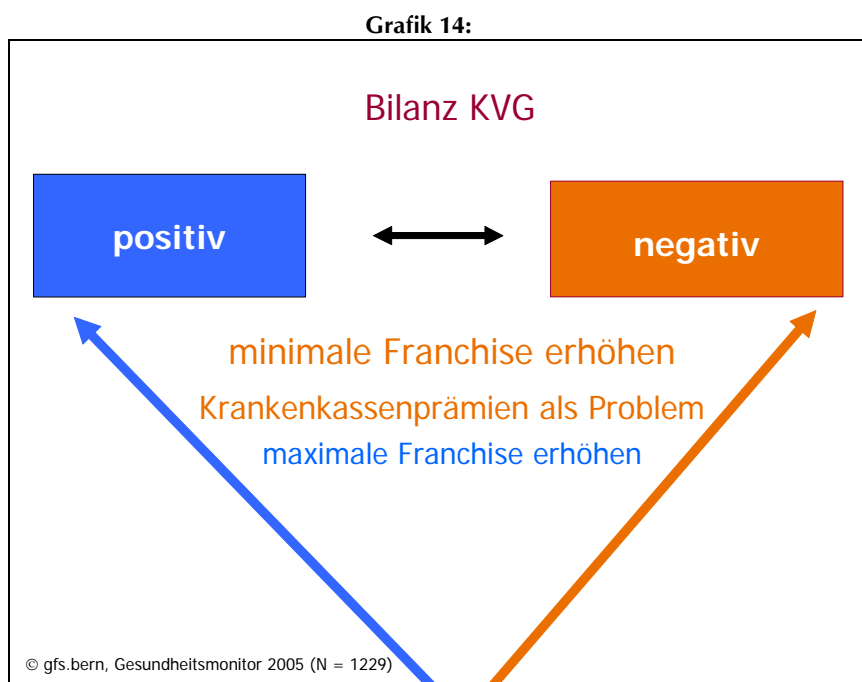 Grafik 14:
Bilanz KVG
positiv
negativ
minimale Franchise erhöhen
Krankenkassenprämien als Problem
maximale Franchise erhöhen
© gfs.bern, Gesundheitsmonitor 2005 (N = 1229)